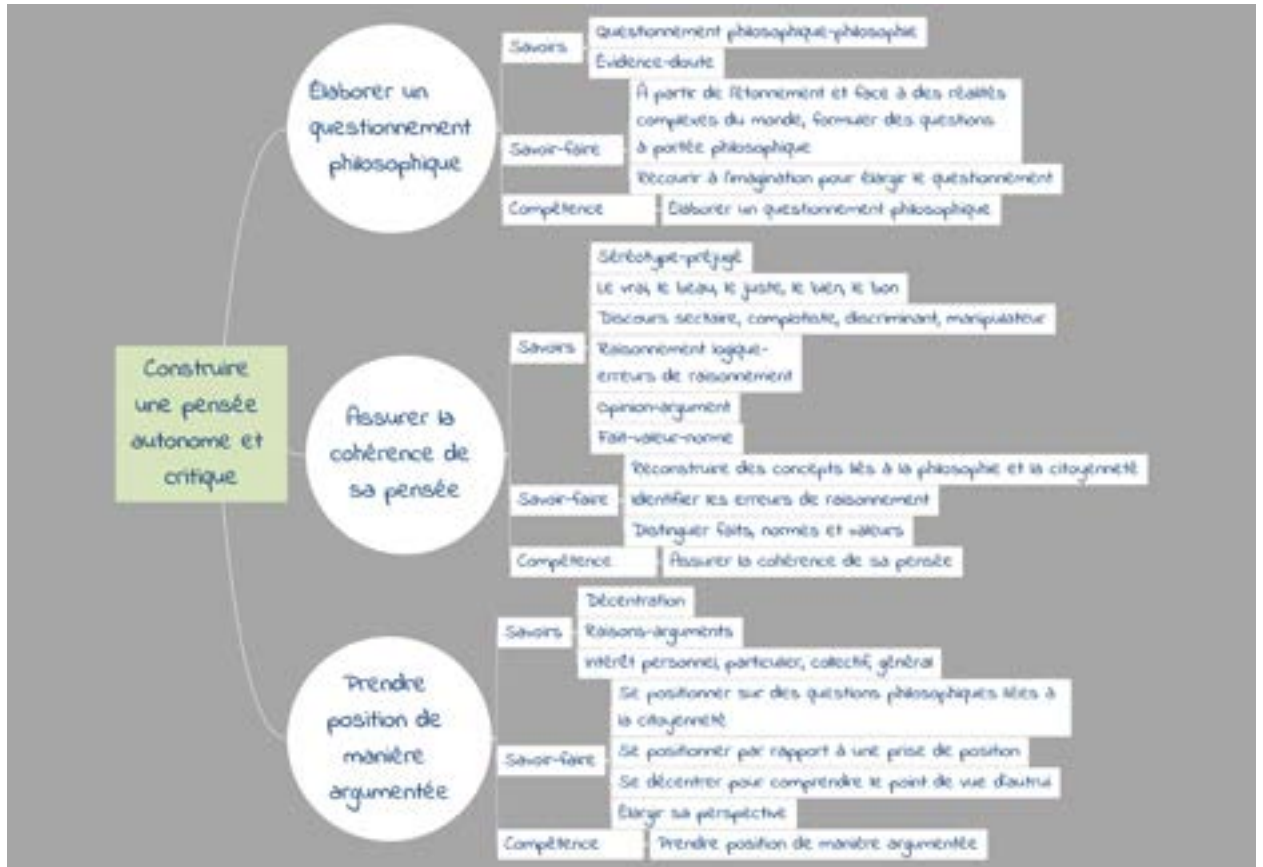 Construire
une pensée
autonome et
critique
Élaborer un
questionnement
philosophique
Savoirs
Questionnement philosophique-philosophie
Évidence-doute
Savoir-faire
À partir de l'étonnement et face à des réalités
complexes du monde, formuler des questions
à portée philosophique
Recourir à l'imagination pour élargir le questionnement
Compétence
Élaborer un questionnement philosophique
Assurer la
cohérence de
sa pensée
Savoirs
Séréotype-préjugé
Le vrai, le beau, le juste, le bien, le bon
Discours sectaire, complotiste, discriminant, manipulateur
Raisonnement logique-
erreurs de raisonnement
Opinion-argument
Fait-valeur-norme
Savoir-faire
Reconstruire des concepts liés à la philosophie et la citoyenneté
Identifier les erreurs de raisonnement
Distinguer faits, normes et valeurs
Compétence
Assurer la cohérence de sa pensée
Prendre
position de
manière
argumentée
Savoirs
Décentration
Raisons-arguments
Intérêt personnel, particulier, collectif, général
Savoir-faire
Se positionner sur des questions philosophiques liées à
la citoyenneté
Se positionner par rapport à une prise de position
Se décentrer pour comprendre le point de vue d'autrui
Élargir sa perspective
Compétence
Prendre position de manière argumentée